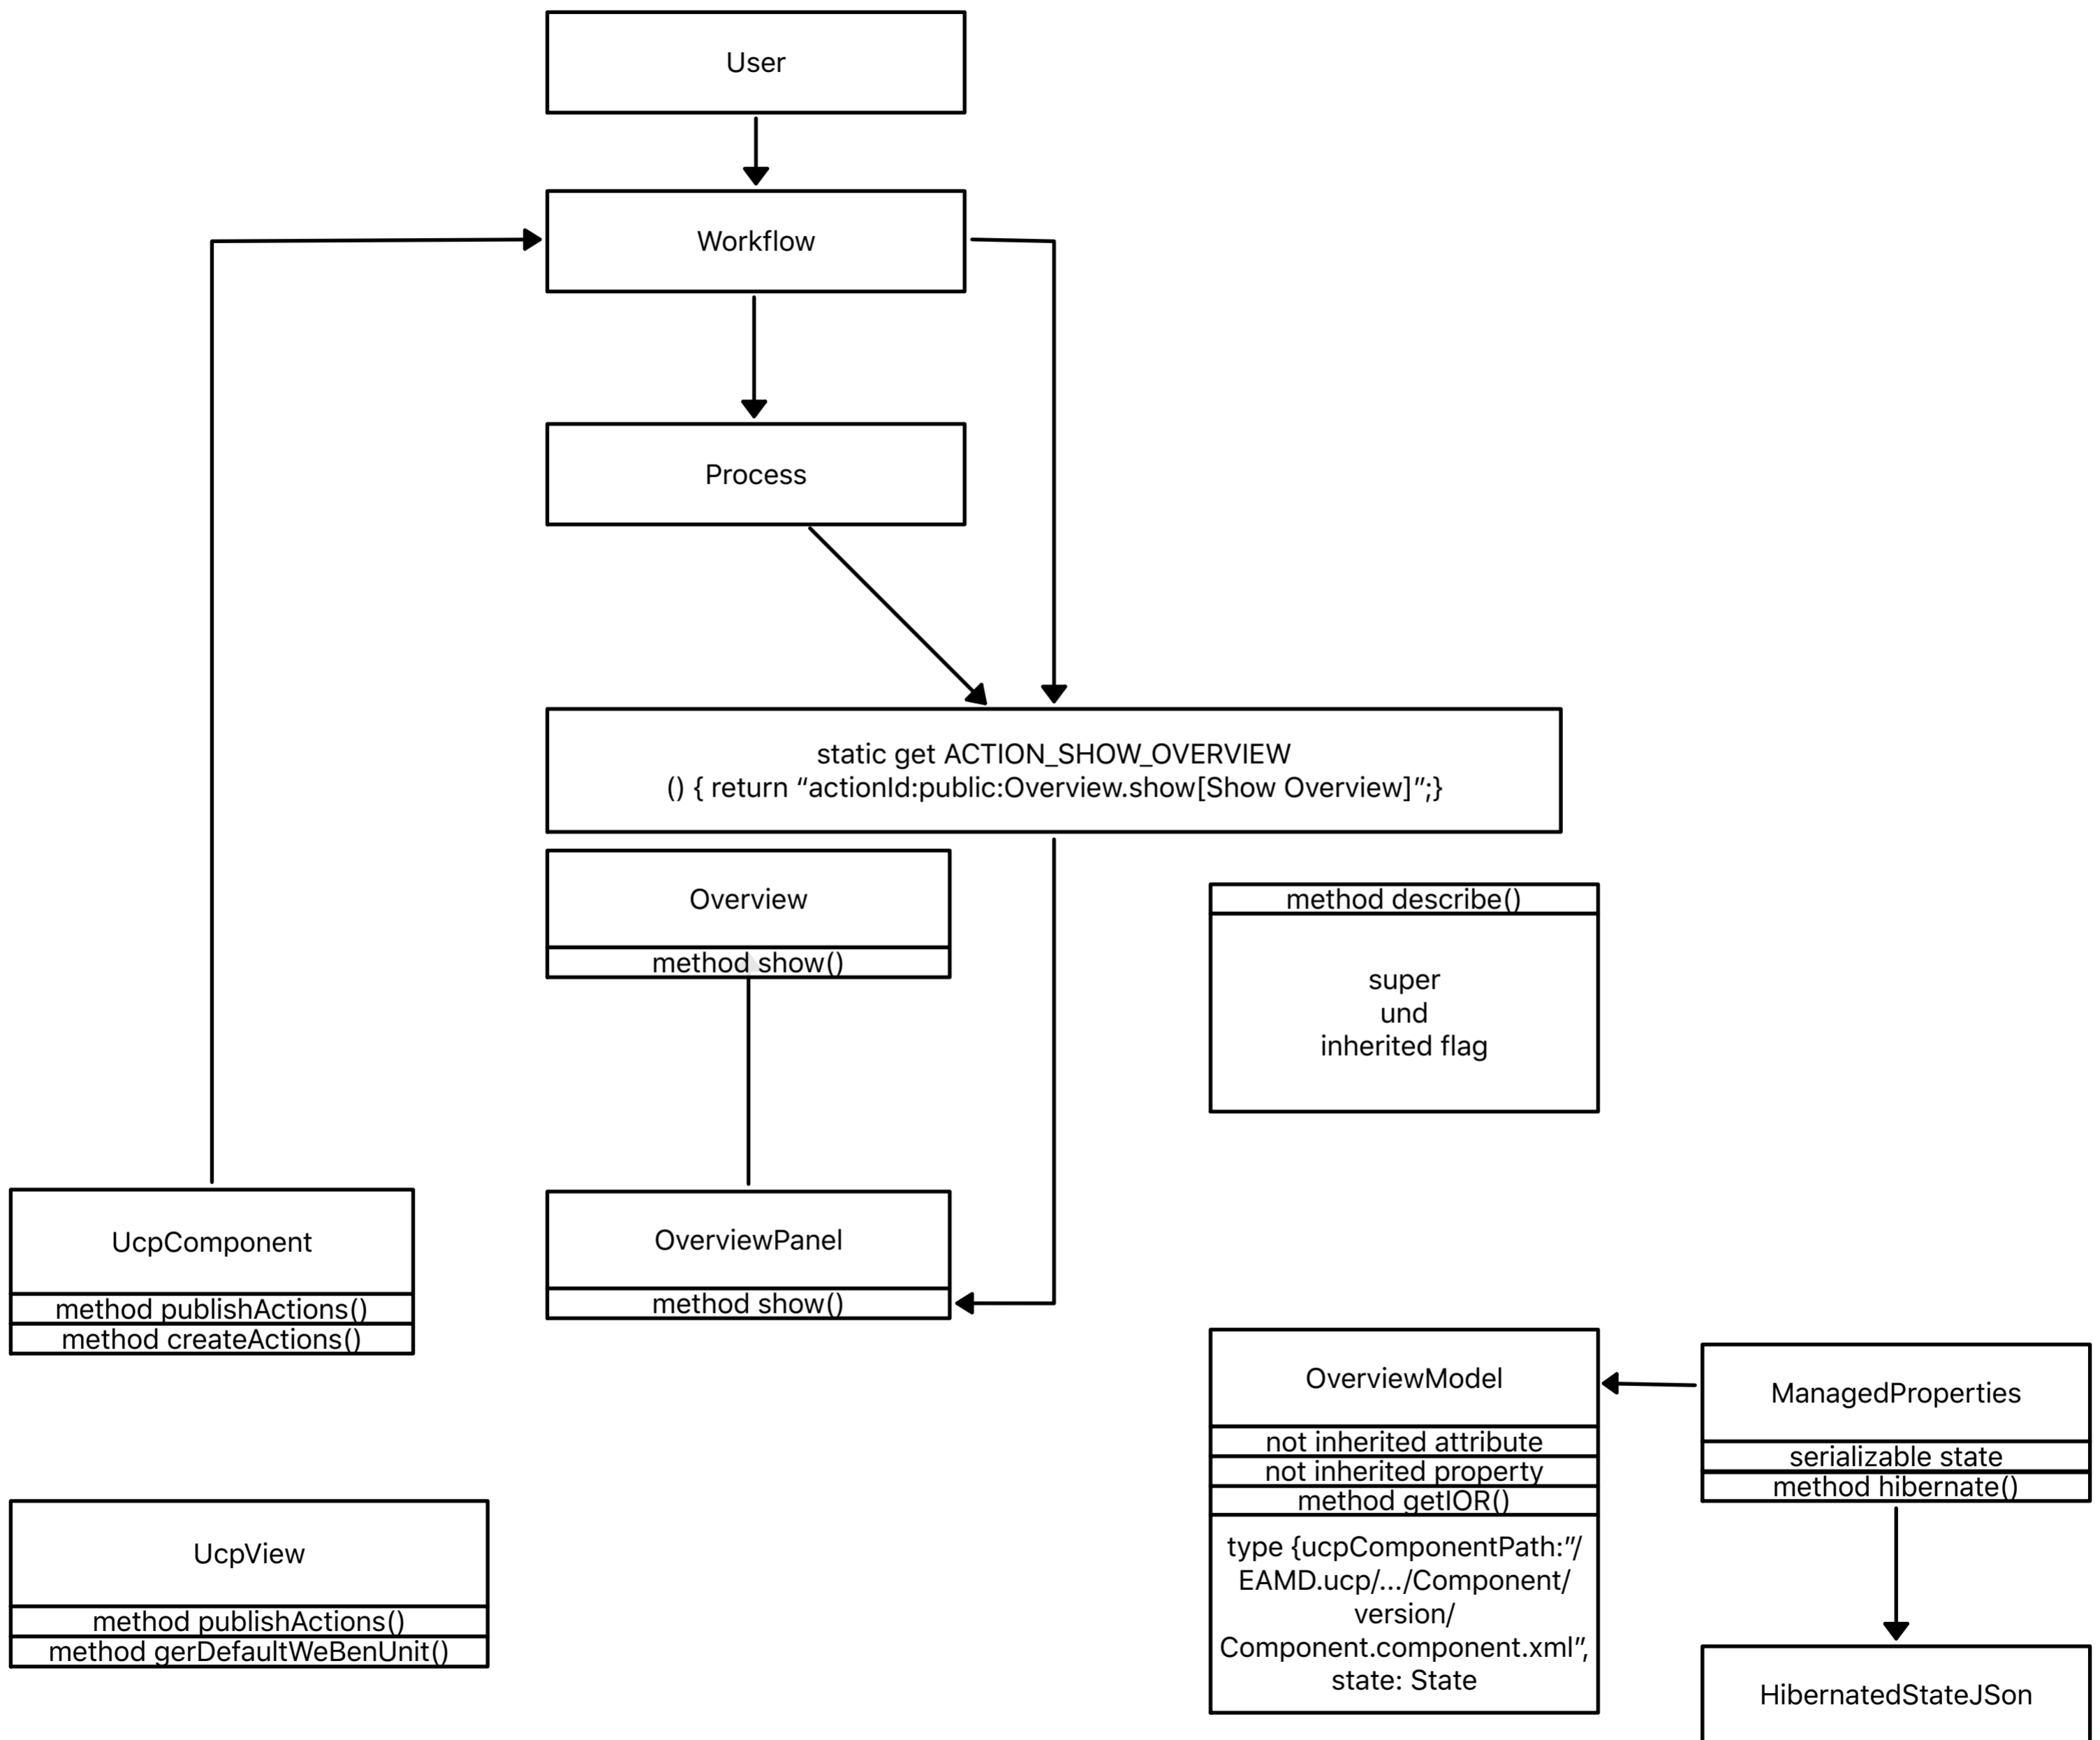 User
Workflow
Process
static get ACTION_SHOW_OVERVIEW
() { return “actionId:public:Overview.show[Show Overview]”;}
Overview
method show()
method describe()
super
und
inherited flag
UcpComponent
method publishActions()
method createActions()
OverviewPanel
method show()
OverviewModel
not inherited attribute
not inherited property
method getIOR()
type {ucpComponentPath:”/
EAMD.ucp/.../Component/
version/
Component.component.xml”,
state: State
ManagedProperties
serializable state
method hibernate()
UcpView
method publishActions()
method gerDefaultWeBenUnit()
HibernatedStateJSon